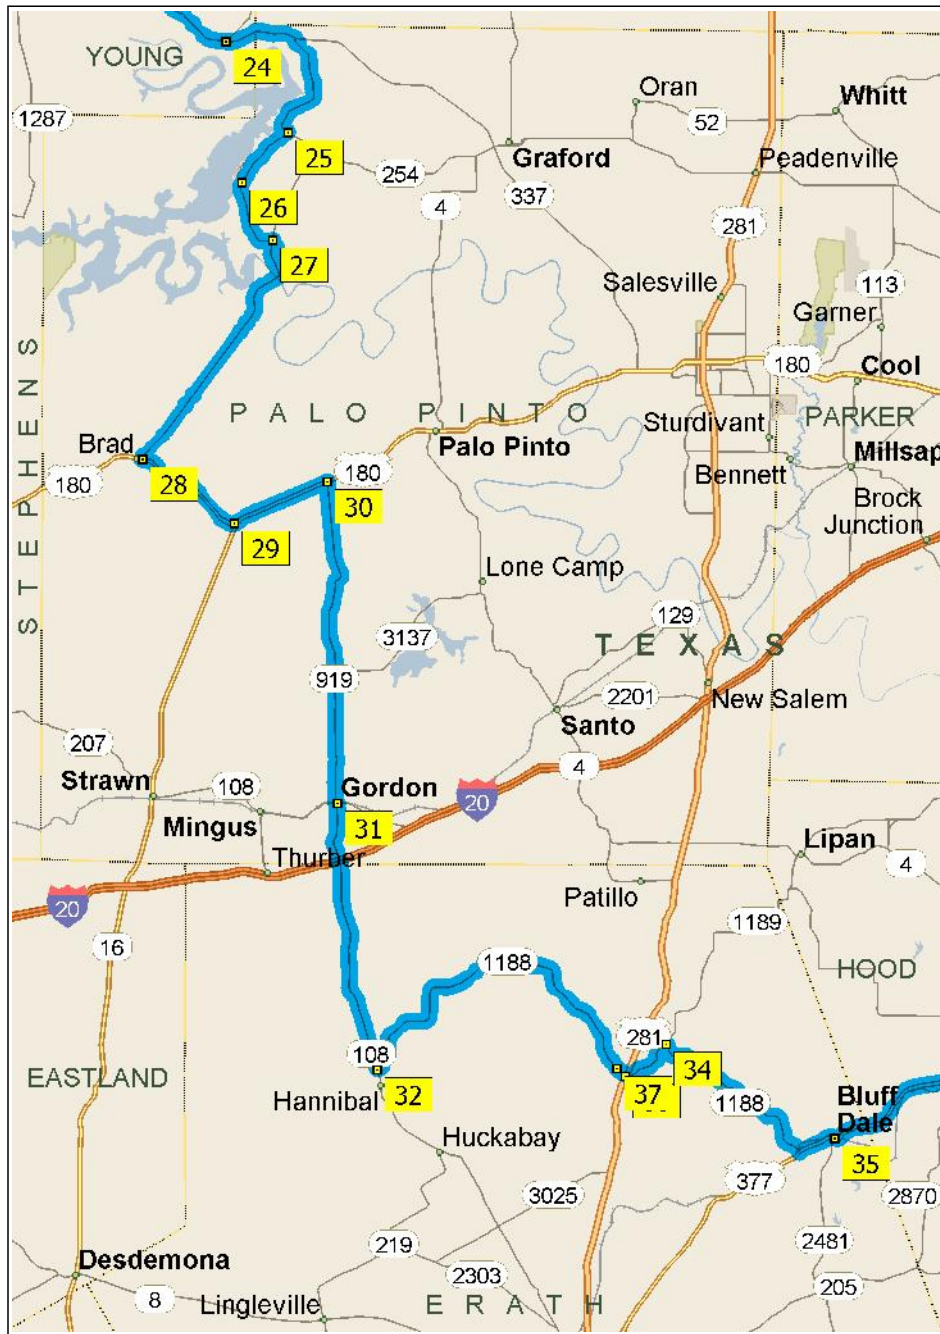 YOUNG
24
1287
Oran
Whitt
52
25
Graford
Peadenville
254
26
4
337
281
27
Salesville
113
Garner
STEPHENS
180
Cool
PALO PINTO
PARKER
Brad
Palo Pinto
Sturdivant
180
180
28
30
Bennett
Millsap
29
Brock
Junction
Lone Camp
129
3137
TEXAS
919
2201
New Salem
Santo
207
4
Strawn
108
Gordon
20
Mingus
31
Lipan
Thurber
4
20
Patillo
16
1189
1188
HOOD
281
108
34
EASTLAND
Hannibal
32
37
1188
Bluff
Dale
Huckabay
35
377
3025
2870
219
2481
Desdemona
2303
205
8
Lingleville
ERATH